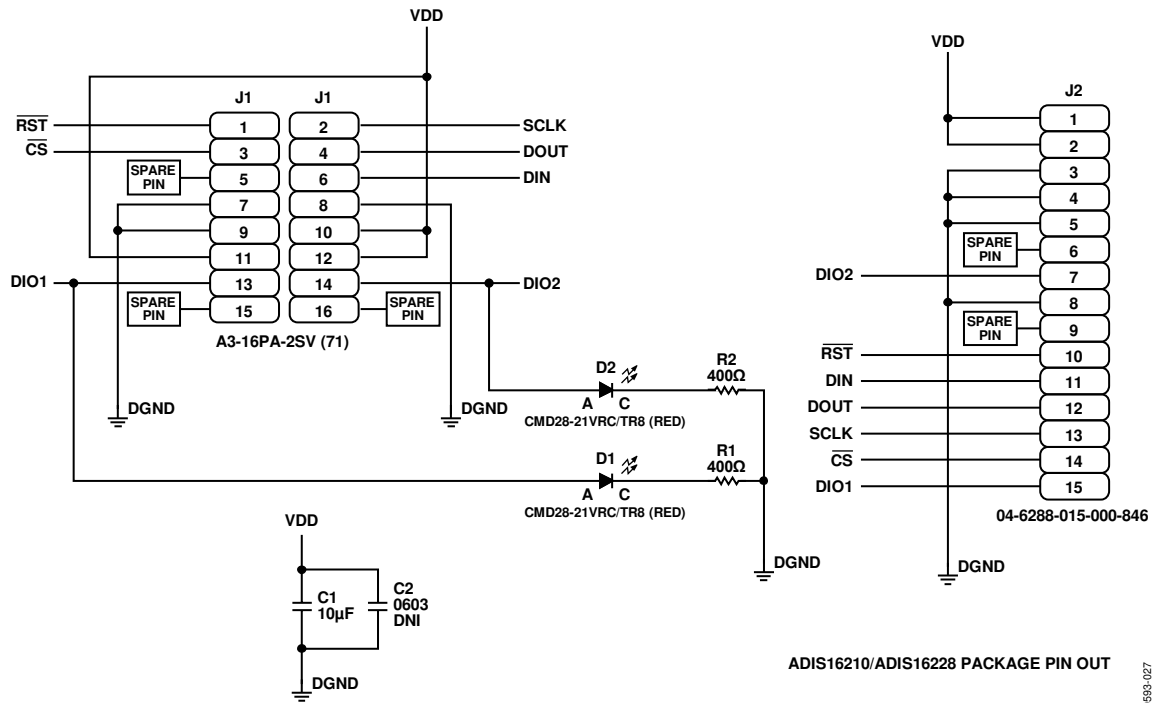 VDD
J1 J1
RST 1 2 SCLK
CS 3 4 DOUT
SPARE
PIN
5 6 DIN
7 8
9 10
11 12
DIO1 13 14 DIO2
SPARE
PIN
15 16
SPARE
PIN
A3-16PA-2SV (71)
DGND
DGND
D2
A C
CMD28-21VRC/TR8 (RED)
R2
400Ω
D1
A C
CMD28-21VRC/TR8 (RED)
R1
400Ω
DGND
VDD
C1
10µF
C2
0603
DNI
DGND
VDD
J2
1
2
3
4
5
SPARE
PIN
6
DIO2 7
8
SPARE
PIN
9
RST 10
DIN 11
DOUT 12
SCLK 13
CS 14
DIO1 15
04-6288-015-000-846
DGND
ADIS16210/ADIS16228 PACKAGE PIN OUT